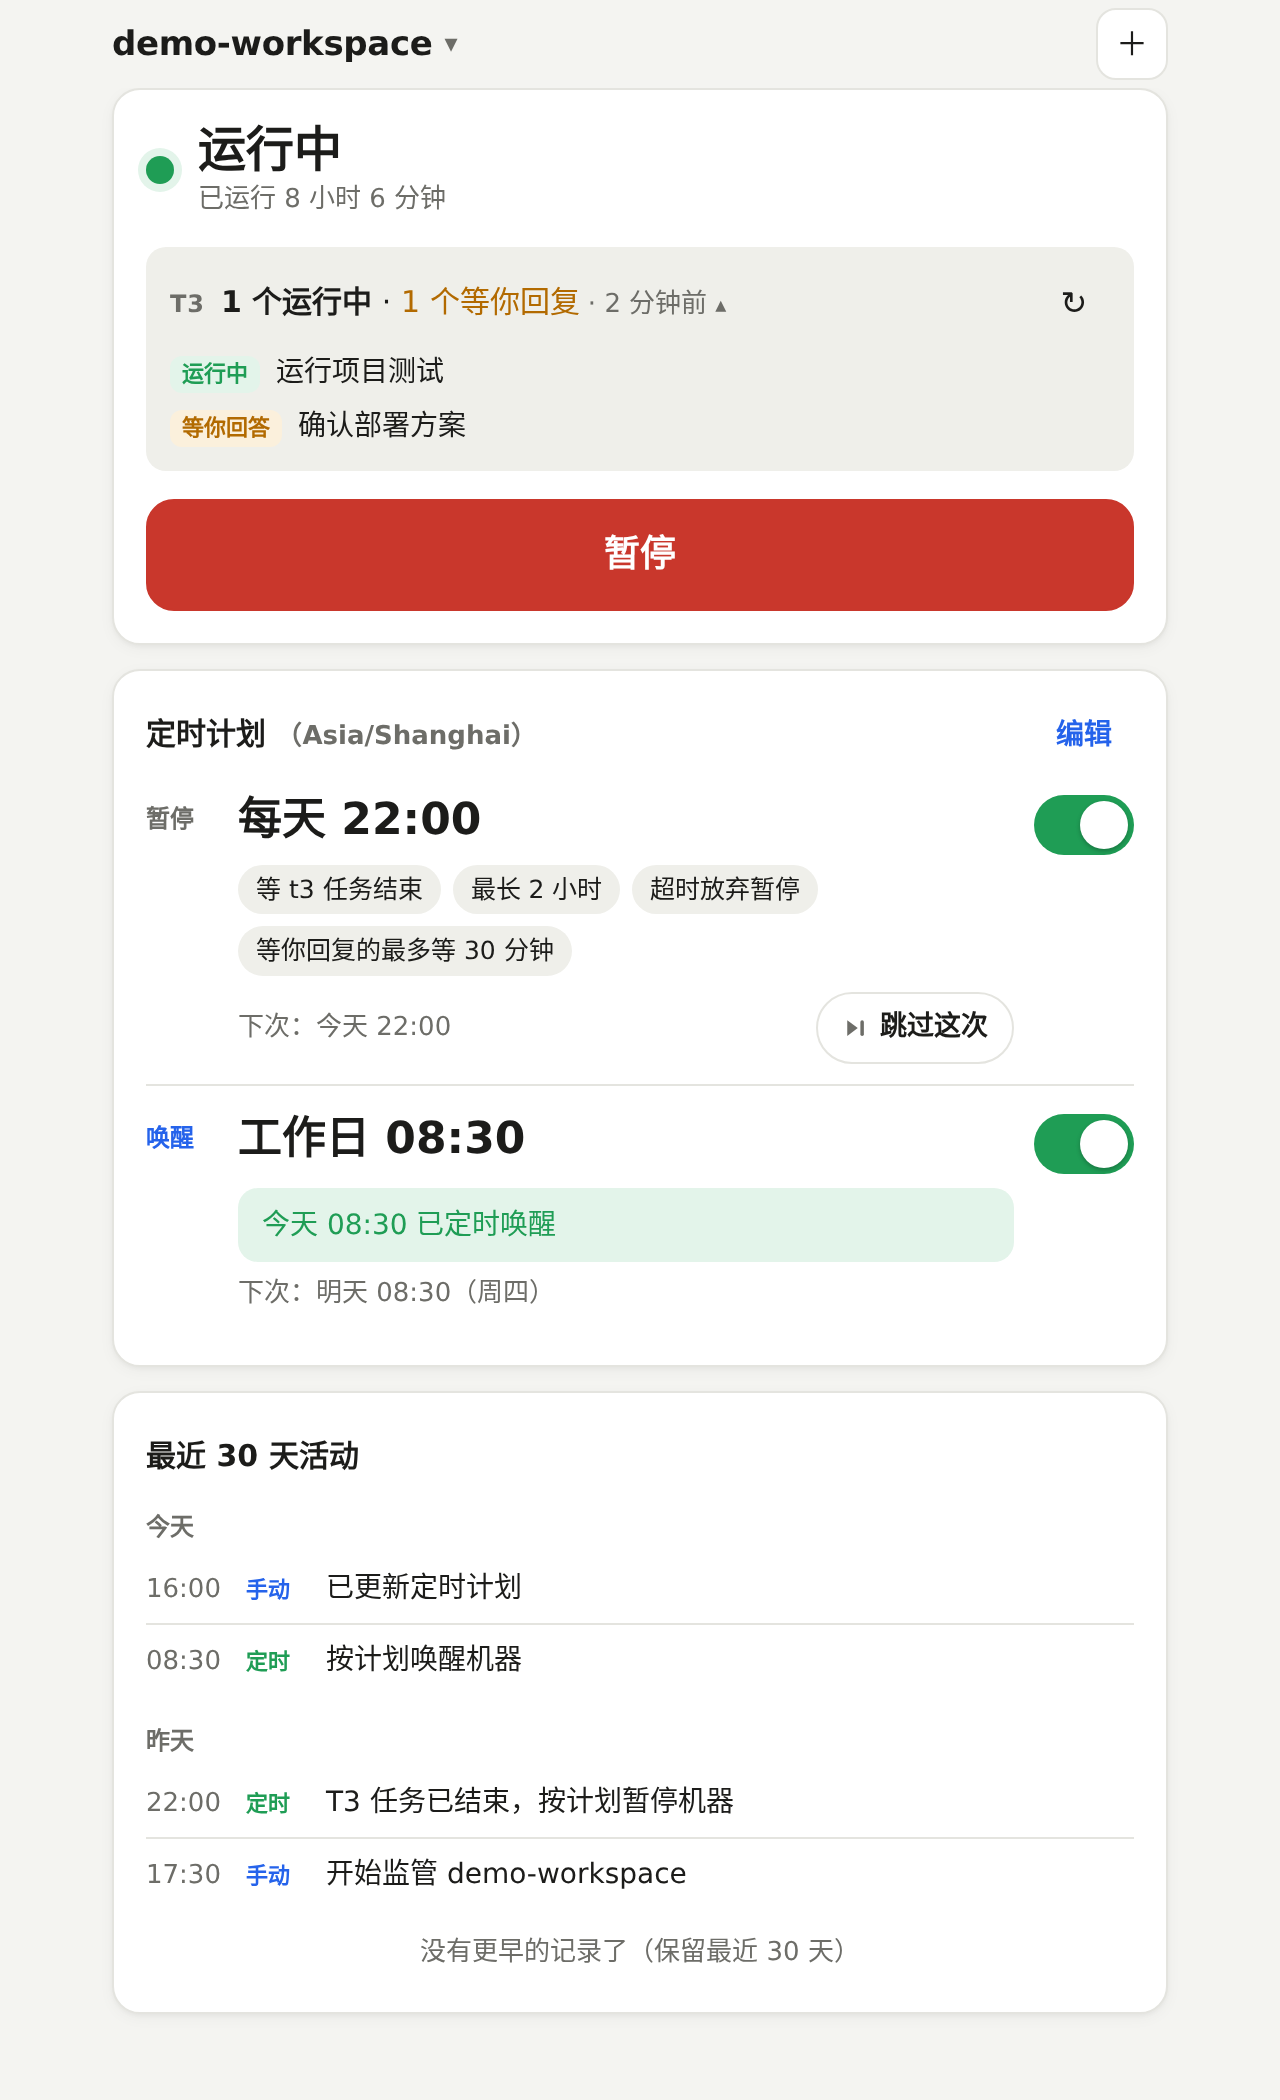 demo-workspace ▾
+
运行中
已运行 8 小时 6 分钟
T3 1 个运行中 · 1 个等你回复 · 2 分钟前 ▴ ↻
运行中 运行项目测试
等你回答 确认部署方案
暂停
定时计划 （Asia/Shanghai） 编辑
暂停 每天 22:00
等 t3 任务结束 最长 2 小时 超时放弃暂停
等你回复的最多等 30 分钟
下次：今天 22:00 跳过这次
唤醒 工作日 08:30
今天 08:30 已定时唤醒
下次：明天 08:30（周四）
最近 30 天活动
今天
16:00 手动 已更新定时计划
08:30 定时 按计划唤醒机器
昨天
22:00 定时 T3 任务已结束，按计划暂停机器
17:30 手动 开始监管 demo-workspace
没有更早的记录了（保留最近 30 天）